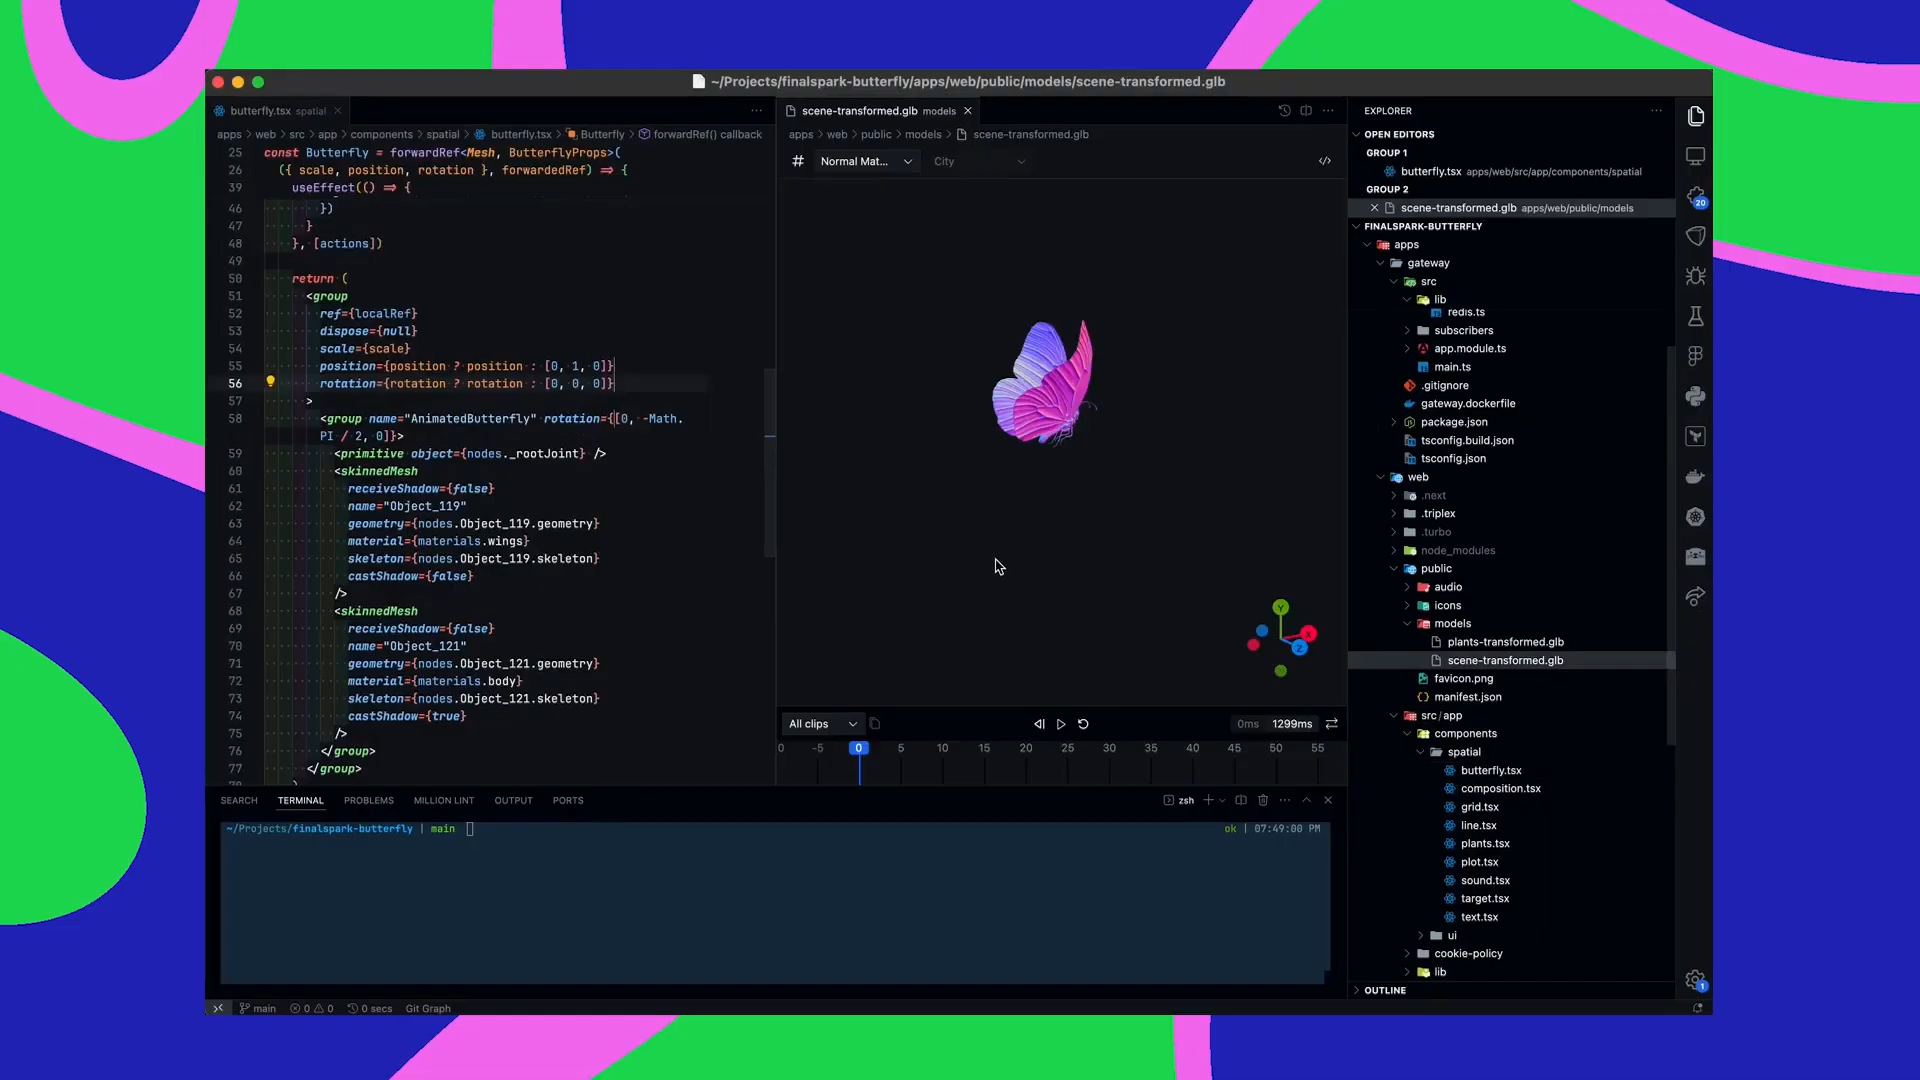 ~/Projects/finalspark-butterfly/apps/web/public/models/scene-transformed.glb
butterfly.tsx spatial
apps > web > src > app > components > spatial > butterfly.tsx > Butterfly > forwardRef() callback
25 const Butterfly = forwardRef<Mesh, ButterflyProps>(
26 ({ scale, position, rotation }, forwardedRef) => {
39 useEffect(() => {
46 })
47 }
48 }, [actions])
49
50 return (
51 <group
52 ref={localRef}
53 dispose={null}
54 scale={scale}
55 position={position ? position : [0, 1, 0]}
56 rotation={rotation ? rotation : [0, 0, 0]}
57 >
58 <group name="AnimatedButterfly" rotation={[0, -Math.
PI / 2, 0]}>
59 <primitive object={nodes._rootJoint} />
60 <skinnedMesh
61 receiveShadow={false}
62 name="Object_119"
63 geometry={nodes.Object_119.geometry}
64 material={materials.wings}
65 skeleton={nodes.Object_119.skeleton}
66 castShadow={false}
67 />
68 <skinnedMesh
69 receiveShadow={false}
70 name="Object_121"
71 geometry={nodes.Object_121.geometry}
72 material={materials.body}
73 skeleton={nodes.Object_121.skeleton}
74 castShadow={true}
75 />
76 </group>
77 </group>
scene-transformed.glb models
apps > web > public > models > scene-transformed.glb
# Normal Mat... City
Y
X
Z
All clips
0ms 1299ms
0 -5 0 5 10 15 20 25 30 35 40 45 50 55
SEARCH TERMINAL PROBLEMS MILLION LINT OUTPUT PORTS
zsh
~/Projects/finalspark-butterfly | main
ok | 07:49:00 PM
main 0 0 0 secs Git Graph
EXPLORER
OPEN EDITORS
GROUP 1
butterfly.tsx apps/web/src/app/components/spatial
GROUP 2
scene-transformed.glb apps/web/public/models
FINALSPARK-BUTTERFLY
apps
gateway
src
lib
redis.ts
subscribers
app.module.ts
main.ts
.gitignore
gateway.dockerfile
package.json
tsconfig.build.json
tsconfig.json
web
.next
.triplex
.turbo
node_modules
public
audio
icons
models
plants-transformed.glb
scene-transformed.glb
favicon.png
manifest.json
src/app
components
spatial
butterfly.tsx
composition.tsx
grid.tsx
line.tsx
plants.tsx
plot.tsx
sound.tsx
target.tsx
text.tsx
ui
cookie-policy
lib
OUTLINE
20
1